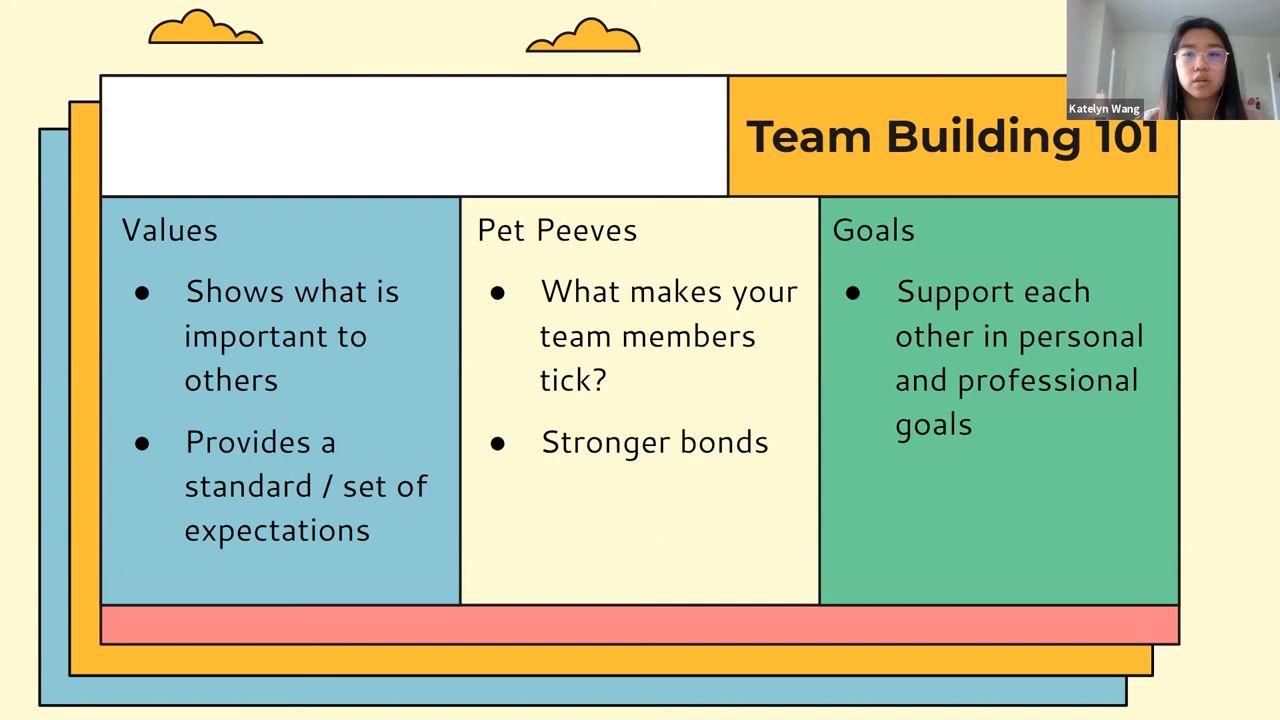 Katelyn Wang
Team Building 101
Values
● Shows what is
important to
others
● Provides a
standard / set of
expectations
Pet Peeves
● What makes your
team members
tick?
● Stronger bonds
Goals
● Support each
other in personal
and professional
goals